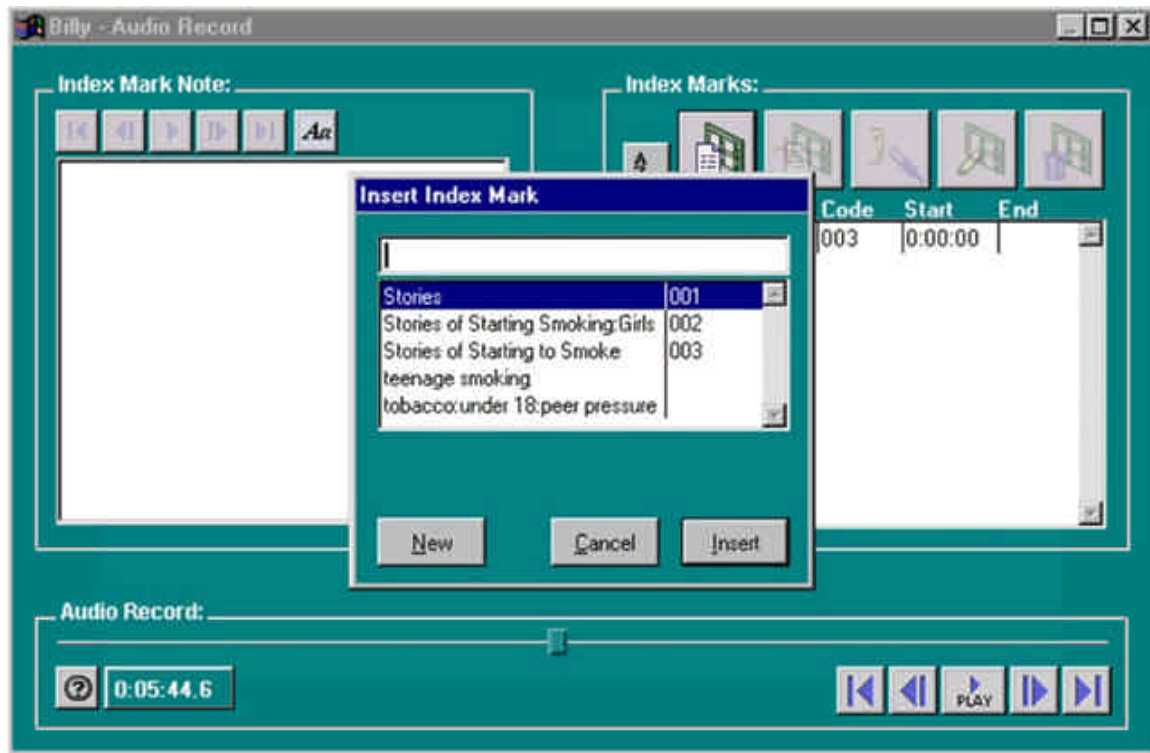 Billy - Audio Record
Index Mark Note:
Index Marks:
Aa
Insert Index Mark
Code Start End
003 0:00:00
Stories 001
Stories of Starting Smoking:Girls 002
Stories of Starting to Smoke 003
teenage smoking
tobacco:under 18:peer pressure
New Cancel Insert
Audio Record:
? 0:05:44.6
PLAY